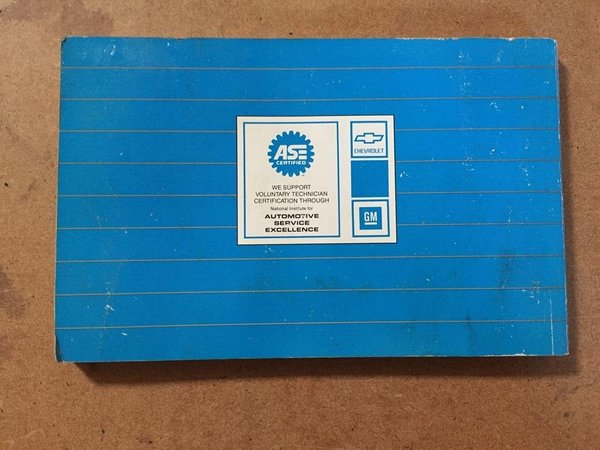 ASE
CERTIFIED
WE SUPPORT
VOLUNTARY TECHNICIAN
CERTIFICATION THROUGH
National Institute for
AUTOMOTIVE
SERVICE
EXCELLENCE
CHEVROLET
GM